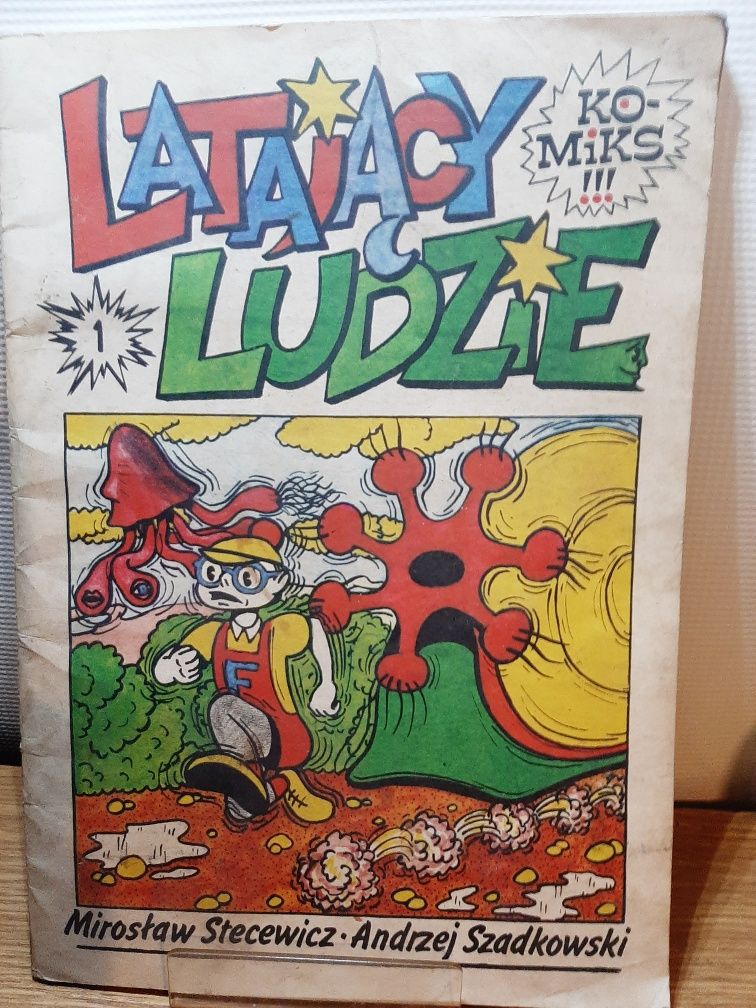 LATAJĄCY
KO-
MiKS
!!!
LUDZiE
1
F
Mirosław Stecewicz · Andrzej Szadkowski